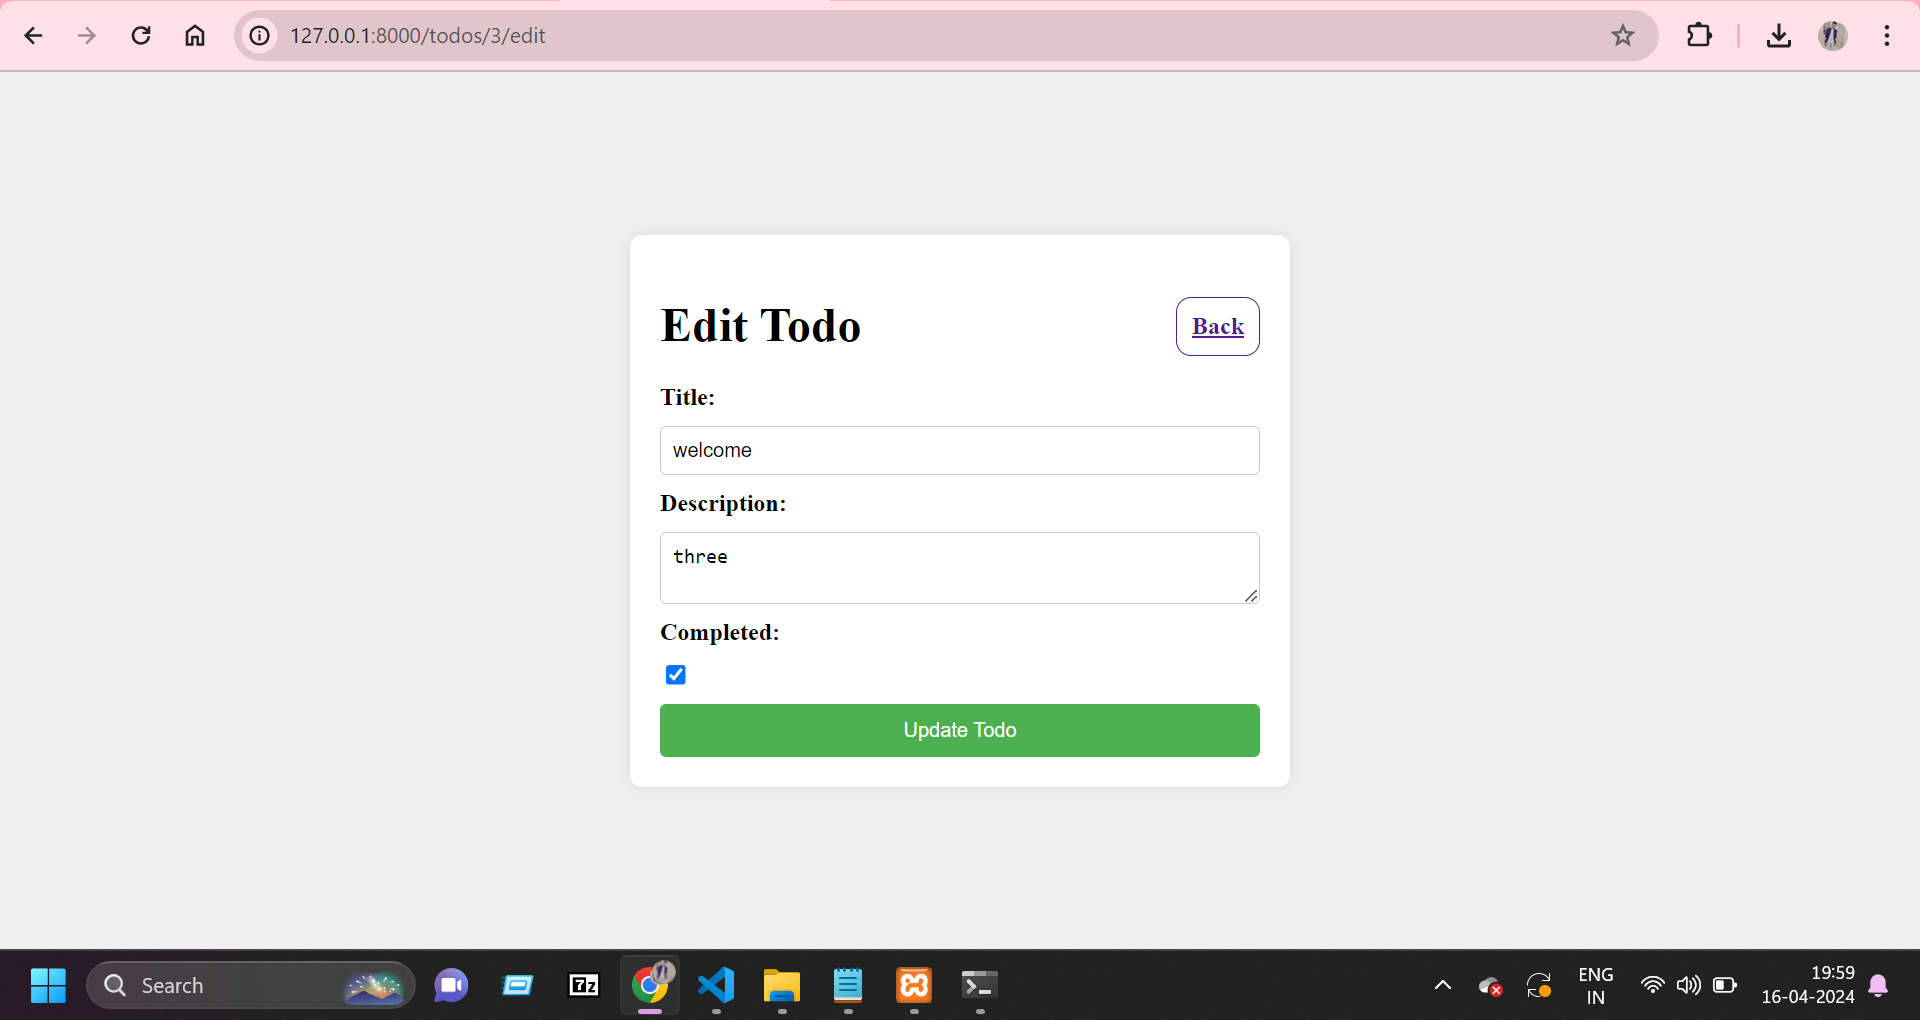 127.0.0.1:8000/todos/3/edit
Edit Todo
Back
Title:
welcome
Description:
three
Completed:
Update Todo
Search
7z
ENG
IN
19:59
16-04-2024